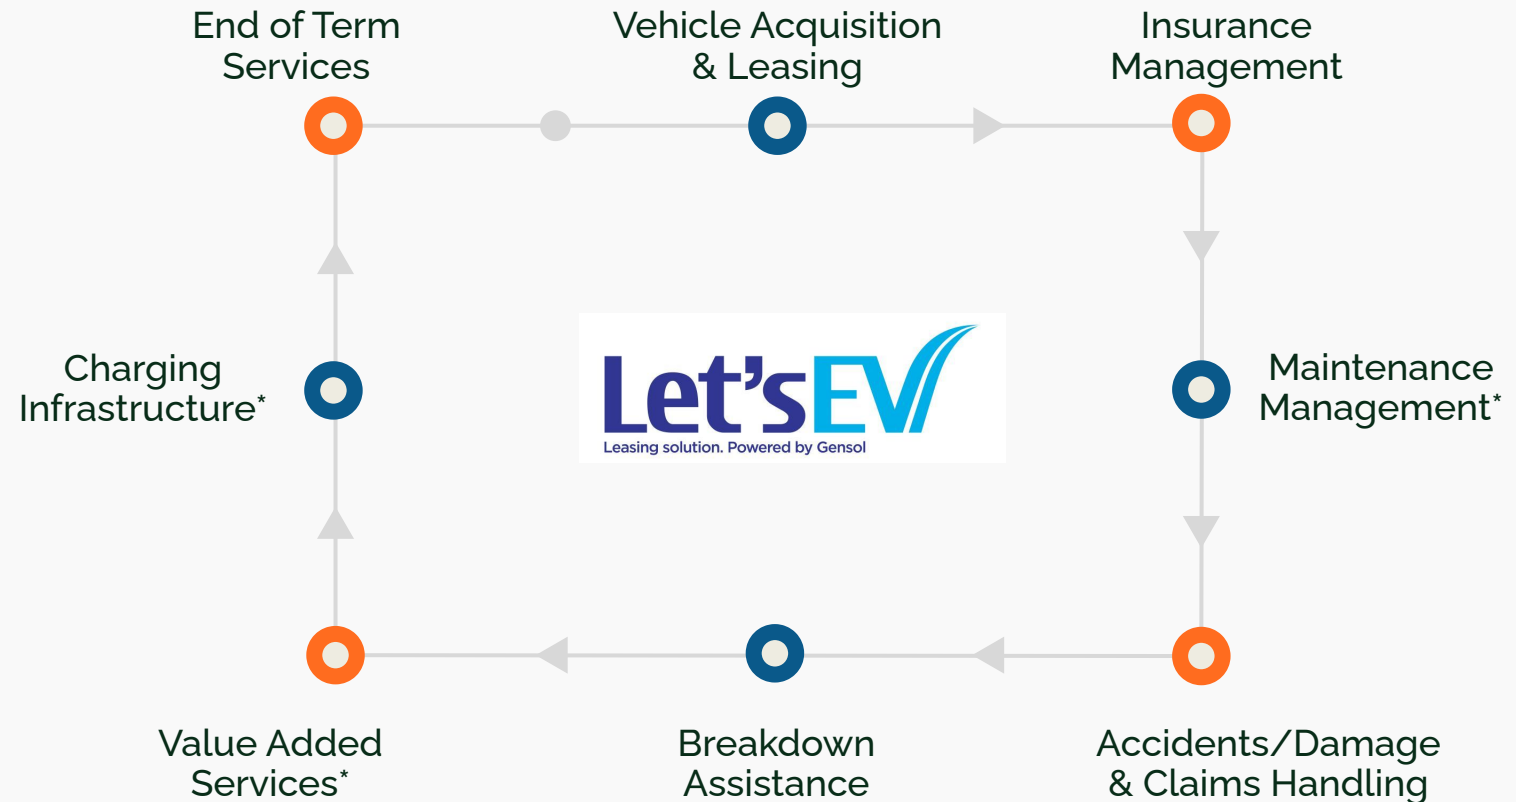 End of Term
Services
Vehicle Acquisition
& Leasing
Insurance
Management
Charging
Infrastructure*
Let'sEV
Leasing solution. Powered by Gensol
Maintenance
Management*
Value Added
Services*
Breakdown
Assistance
Accidents/Damage
& Claims Handling